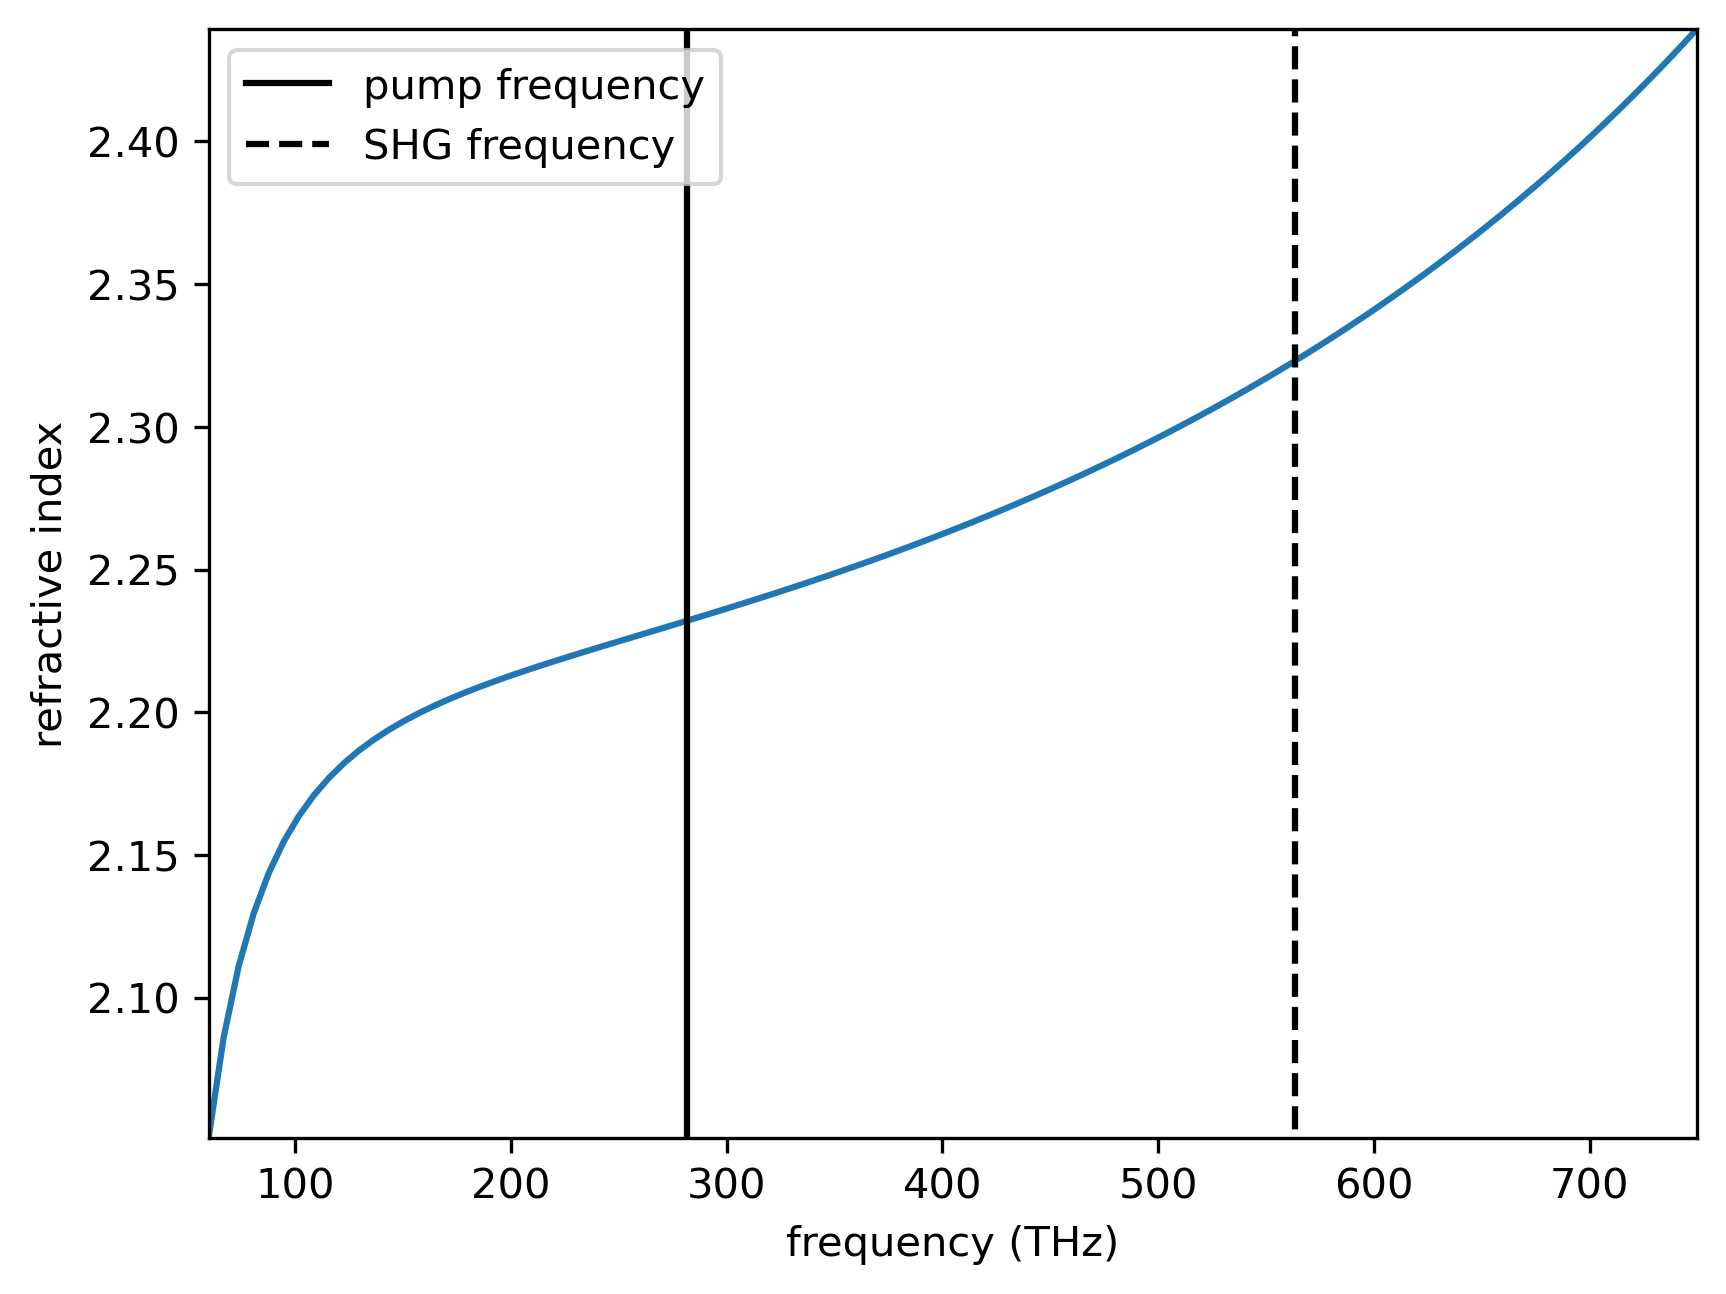 pump frequency
SHG frequency
2.40
2.35
2.30
2.25
2.20
2.15
2.10
refractive index
100 200 300 400 500 600 700
frequency (THz)